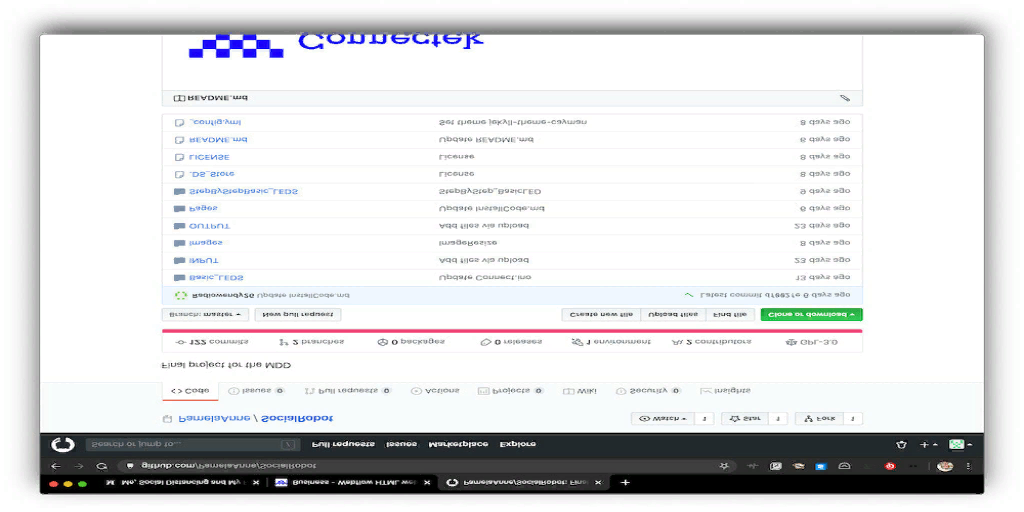 Me, Social Distancing and My
Business - Webflow HTML we
PamelaAnne/SocialRobot: Fin
github.com/PamelaAnne/SocialRobot
Search or jump to...
Pull requests Issues Marketplace Explore
PamelaAnne / SocialRobot
Watch 1 Star 1 Fork 1
Code Issues 0 Pull requests 0 Actions Projects 0 Wiki Security 0 Insights
Final project for the MDD
122 commits 2 branches 0 packages 0 releases 1 environment 2 contributors GPL-3.0
Branch: master New pull request Create new file Upload files Find file Clone or download
Radiowendy26 Update InstallCode.md Latest commit 6 days ago
Basic_LEDS Update Connect.ino 13 days ago
INPUT Add files via upload 23 days ago
Images ImageResize 8 days ago
OUTPUT Add files via upload 23 days ago
Pages Update InstallCode.md 6 days ago
StepByStepBasic_LEDS StepByStep_BasicLED 9 days ago
.DS_Store License 8 days ago
LICENSE License 8 days ago
README.md Update README.md 6 days ago
_config.yml Set theme jekyll-theme-cayman 8 days ago
README.md
Connectek